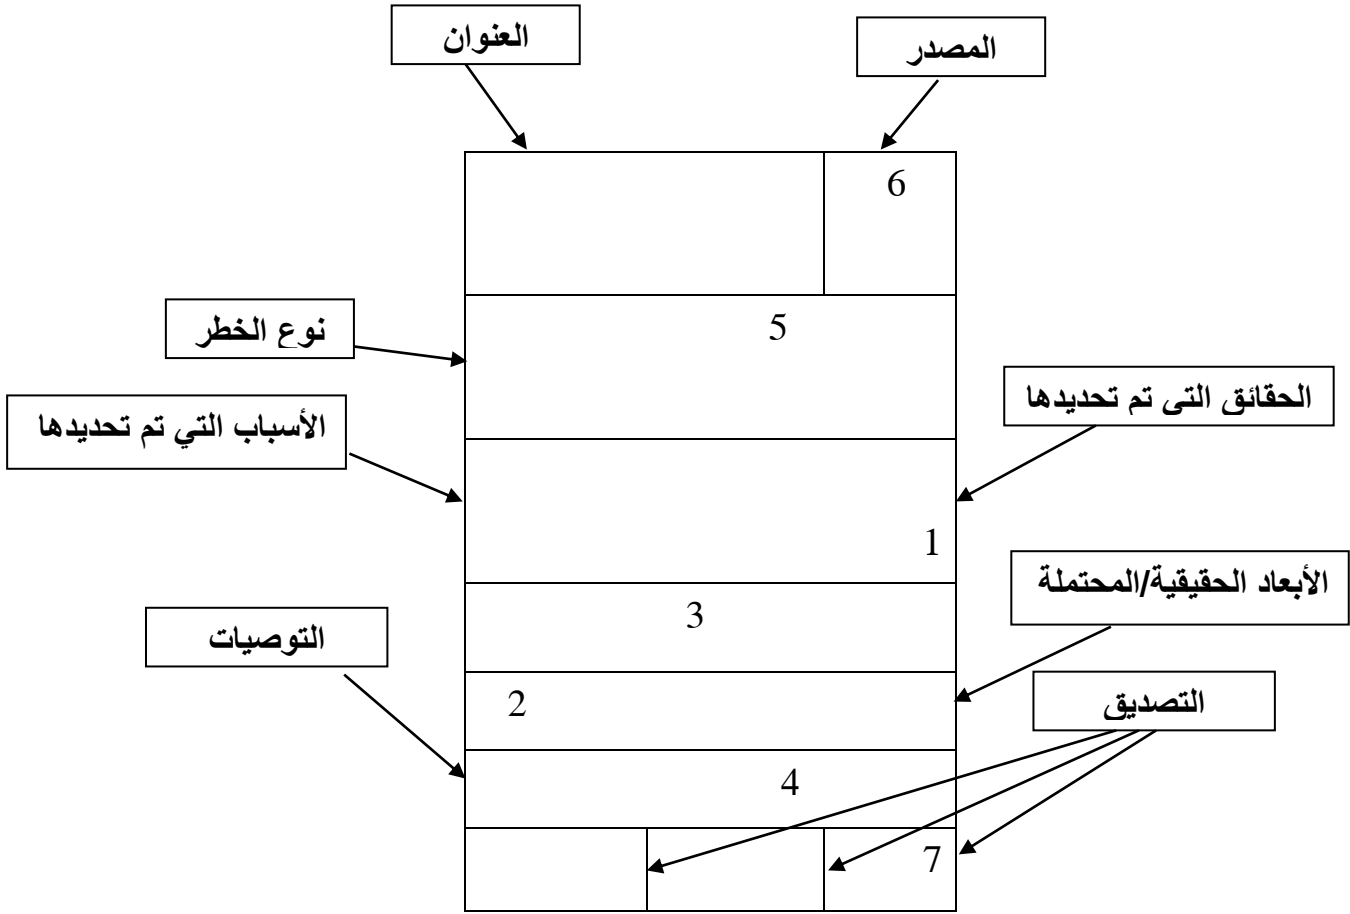 العنوان
المصدر
6
5
نوع الخطر
الحقائق التى تم تحديدها
الأسباب التي تم تحديدها
1
الأبعاد الحقيقية/المحتملة
3
التوصيات
2
التصديق
4
7